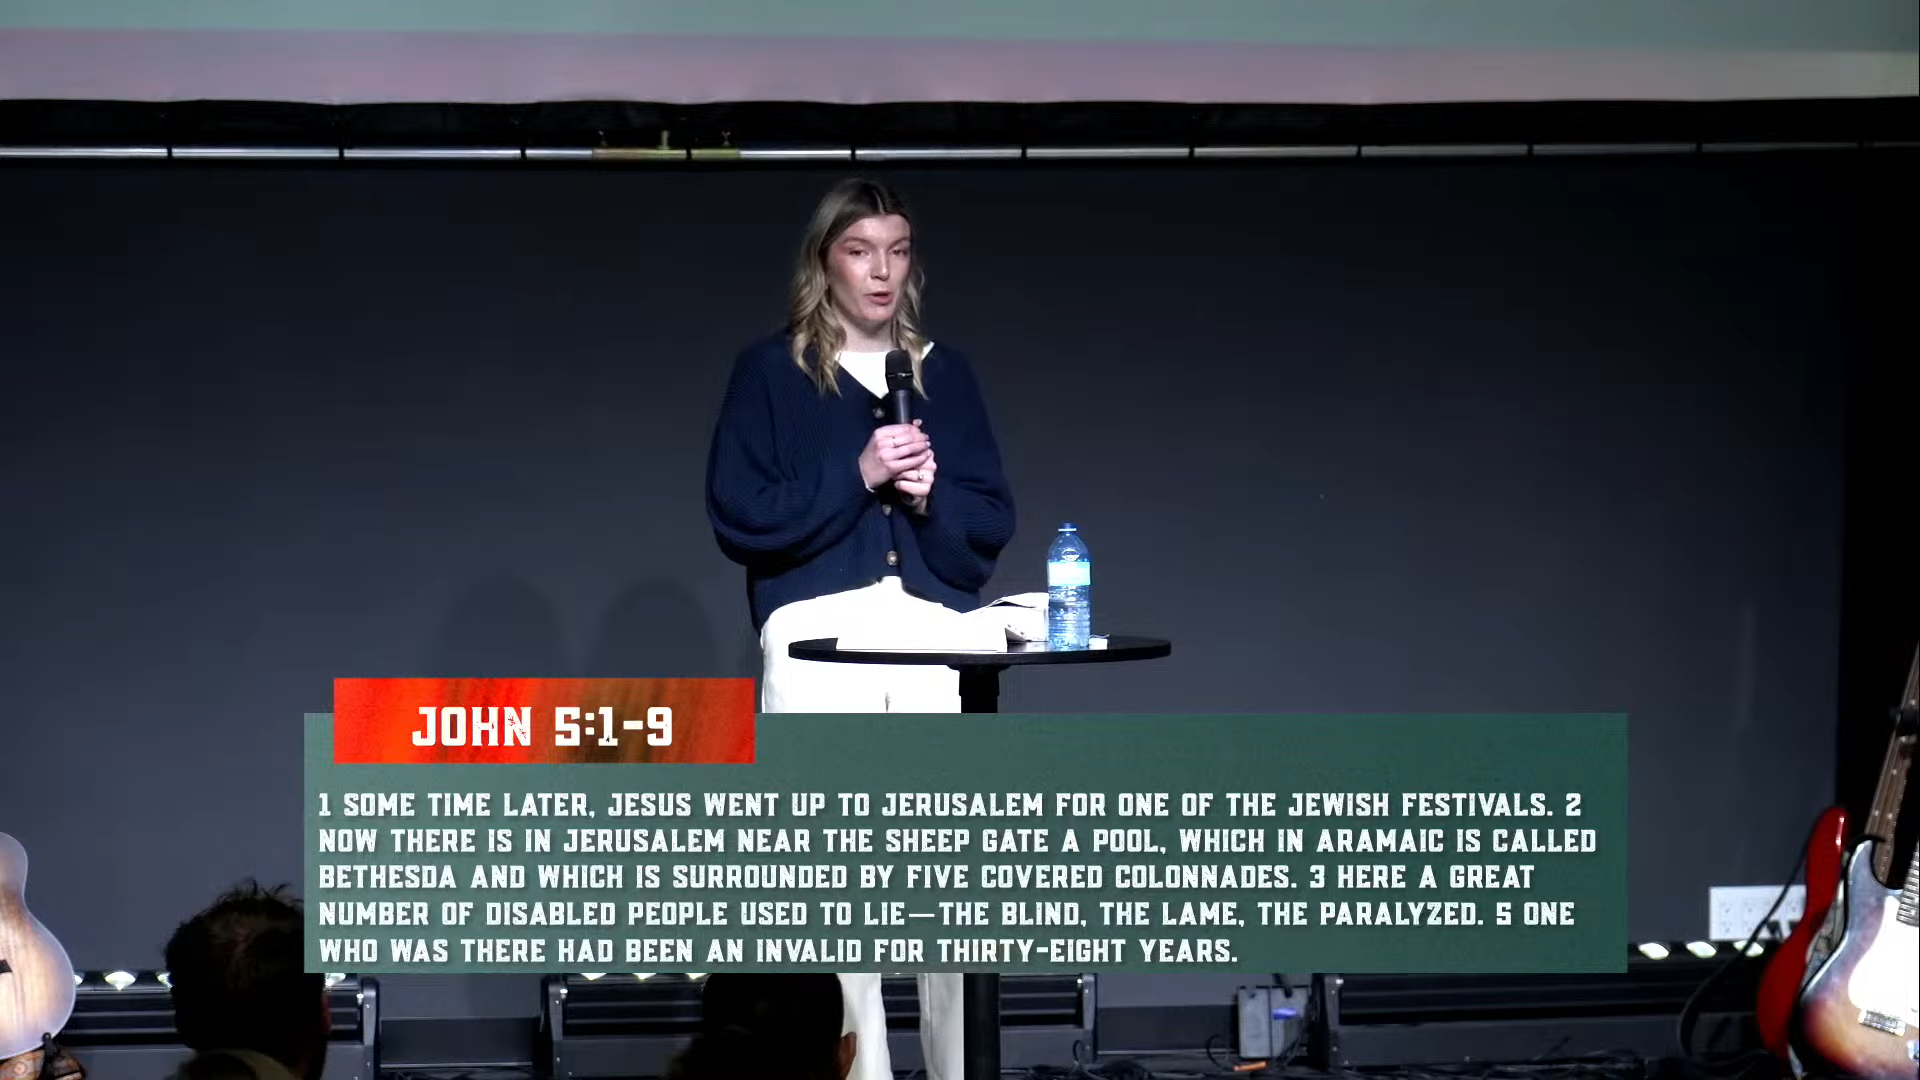 JOHN 5:1-9
1 SOME TIME LATER, JESUS WENT UP TO JERUSALEM FOR ONE OF THE JEWISH FESTIVALS. 2
NOW THERE IS IN JERUSALEM NEAR THE SHEEP GATE A POOL, WHICH IN ARAMAIC IS CALLED
BETHESDA AND WHICH IS SURROUNDED BY FIVE COVERED COLONNADES. 3 HERE A GREAT
NUMBER OF DISABLED PEOPLE USED TO LIE—THE BLIND, THE LAME, THE PARALYZED. 5 ONE
WHO WAS THERE HAD BEEN AN INVALID FOR THIRTY-EIGHT YEARS.